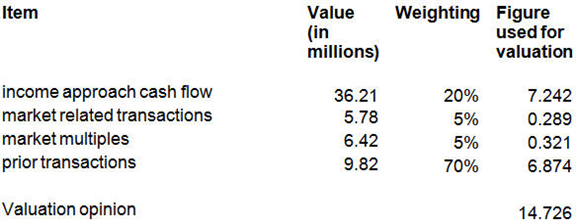 Item Value Weighting Figure
(in used for
millions) valuation
income approach cash flow 36.21 20% 7.242
market related transactions 5.78 5% 0.289
market multiples 6.42 5% 0.321
prior transactions 9.82 70% 6.874
Valuation opinion 14.726